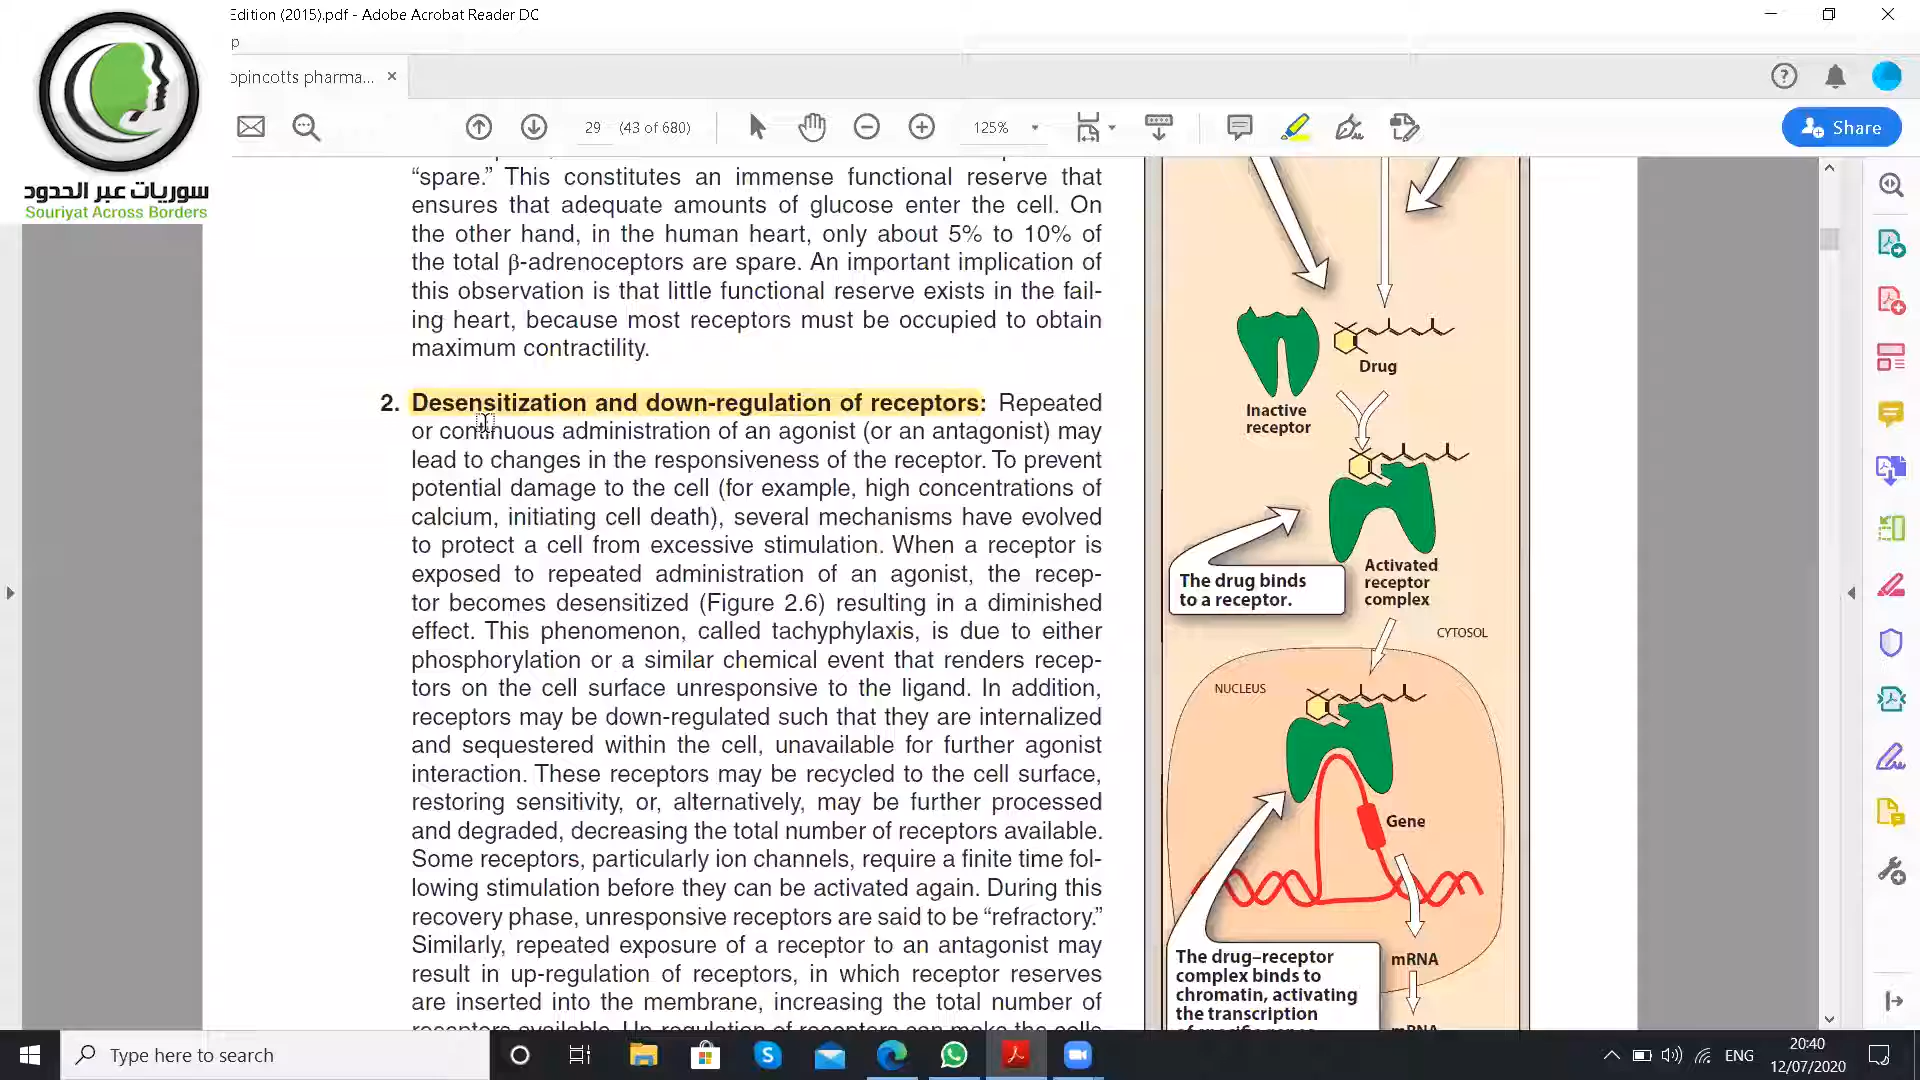 Edition (2015).pdf - Adobe Acrobat Reader DC
p
opincotts pharma...
سوريات عبر الحدود
Souriyat Across Borders
29 (43 of 680)
125%
Share
“spare.” This constitutes an immense functional reserve that
ensures that adequate amounts of glucose enter the cell. On
the other hand, in the human heart, only about 5% to 10% of
the total β-adrenoceptors are spare. An important implication of
this observation is that little functional reserve exists in the fail-
ing heart, because most receptors must be occupied to obtain
maximum contractility.
2. Desensitization and down-regulation of receptors: Repeated
or continuous administration of an agonist (or an antagonist) may
lead to changes in the responsiveness of the receptor. To prevent
potential damage to the cell (for example, high concentrations of
calcium, initiating cell death), several mechanisms have evolved
to protect a cell from excessive stimulation. When a receptor is
exposed to repeated administration of an agonist, the recep-
tor becomes desensitized (Figure 2.6) resulting in a diminished
effect. This phenomenon, called tachyphylaxis, is due to either
phosphorylation or a similar chemical event that renders recep-
tors on the cell surface unresponsive to the ligand. In addition,
receptors may be down-regulated such that they are internalized
and sequestered within the cell, unavailable for further agonist
interaction. These receptors may be recycled to the cell surface,
restoring sensitivity, or, alternatively, may be further processed
and degraded, decreasing the total number of receptors available.
Some receptors, particularly ion channels, require a finite time fol-
lowing stimulation before they can be activated again. During this
recovery phase, unresponsive receptors are said to be “refractory.”
Similarly, repeated exposure of a receptor to an antagonist may
result in up-regulation of receptors, in which receptor reserves
are inserted into the membrane, increasing the total number of
receptors available. Up-regulation of receptors can make the cells
Drug
Inactive
receptor
The drug binds
to a receptor.
Activated
receptor
complex
CYTOSOL
NUCLEUS
Gene
The drug–receptor
complex binds to
chromatin, activating
the transcription
of specific genes.
mRNA
mRNA
Type here to search
ENG
20:40
12/07/2020